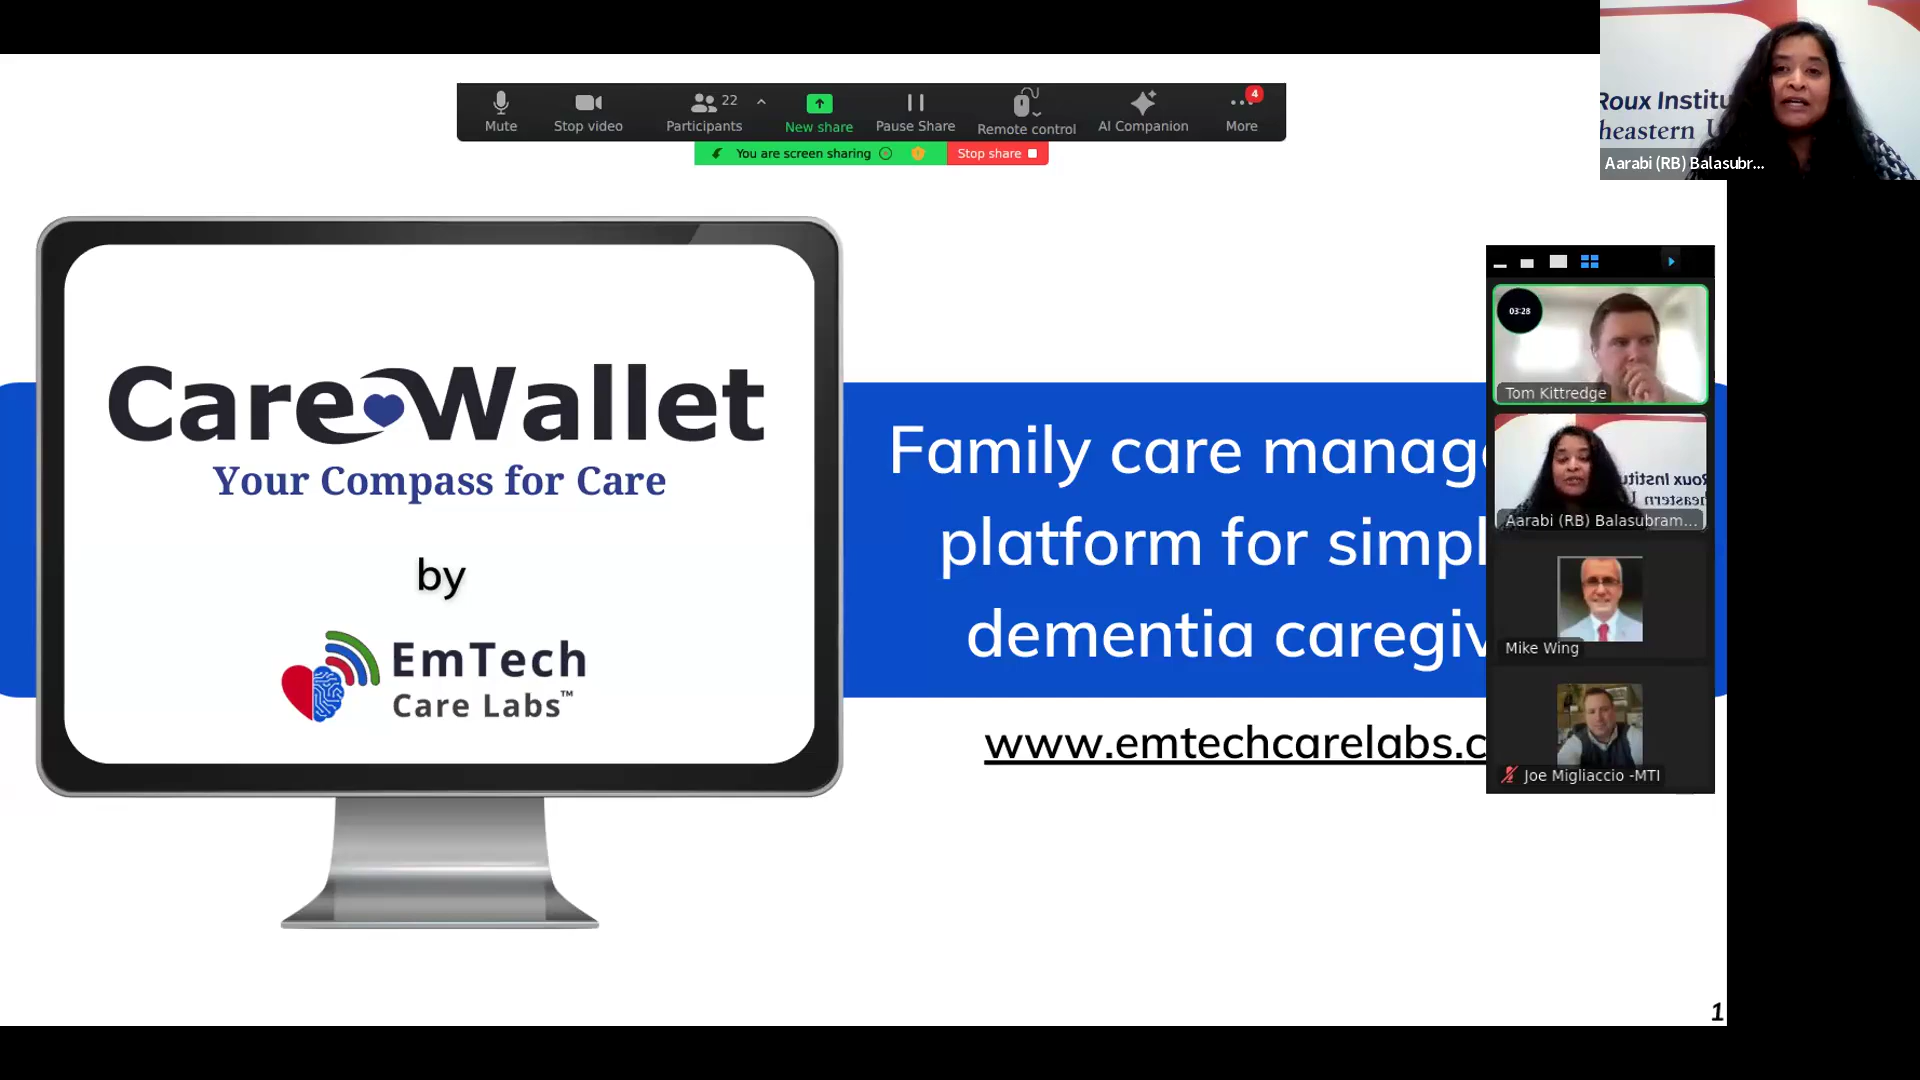 Mute
Stop video
Participants
22
New share
Pause Share
Remote control
AI Companion
4
More
You are screen sharing
Stop share
Roux Institu
heastern U
Aarabi (RB) Balasubr...
CareWallet
Your Compass for Care
by
EmTech
Care Labs™
Family care manag
platform for simpl
dementia caregiv
www.emtechcarelabs.c
03:28
Tom Kittredge
Roux Institu
heastern
Aarabi (RB) Balasubram...
Mike Wing
Joe Migliaccio -MTI
1